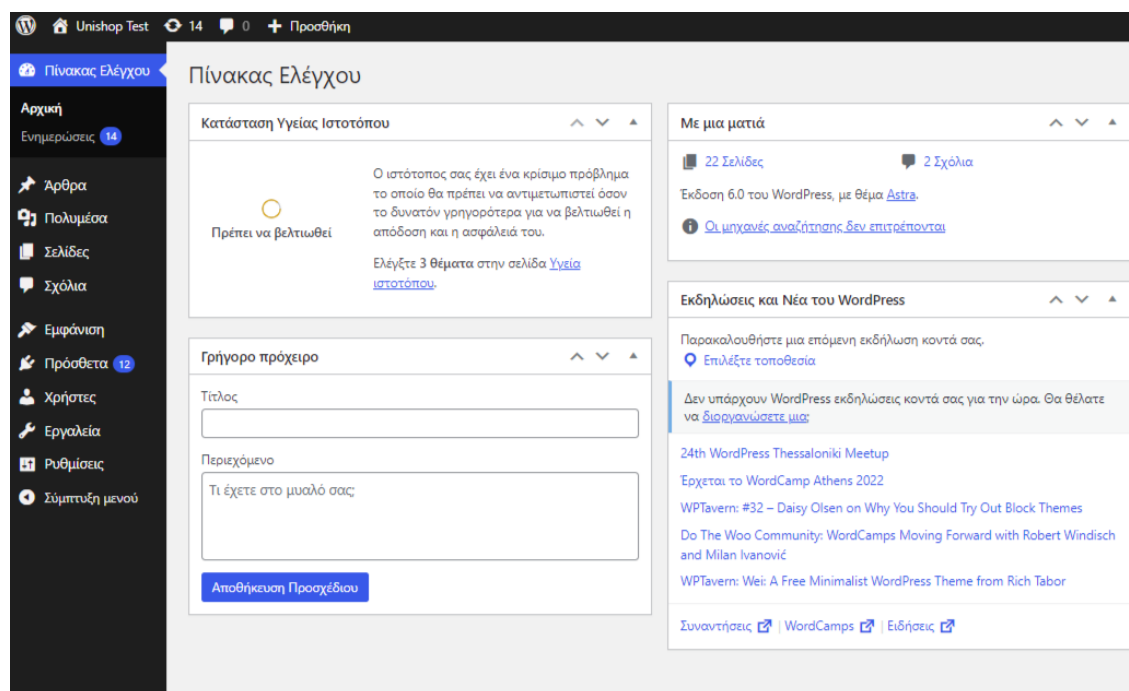 Unishop Test 14 0 Προσθήκη
Πίνακας Ελέγχου
Αρχική
Ενημερώσεις 14
Άρθρα
Πολυμέσα
Σελίδες
Σχόλια
Εμφάνιση
Πρόσθετα 12
Χρήστες
Εργαλεία
Ρυθμίσεις
Σύμπτυξη μενού
Πίνακας Ελέγχου
Κατάσταση Υγείας Ιστοτόπου
Πρέπει να βελτιωθεί
Ο ιστότοπος σας έχει ένα κρίσιμο πρόβλημα
το οποίο θα πρέπει να αντιμετωπιστεί όσον
το δυνατόν γρηγορότερα για να βελτιωθεί η
απόδοση και η ασφάλειά του.
Ελέγξτε 3 θέματα στην σελίδα Υγεία
ιστοτόπου.
Γρήγορο πρόχειρο
Τίτλος
Περιεχόμενο
Τι έχετε στο μυαλό σας;
Αποθήκευση Προσχέδιου
Με μια ματιά
22 Σελίδες 2 Σχόλια
Έκδοση 6.0 του WordPress, με θέμα Astra.
Οι μηχανές αναζήτησης δεν επιτρέπονται
Εκδηλώσεις και Νέα του WordPress
Παρακαλουθήστε μια επόμενη εκδήλωση κοντά σας.
Επιλέξτε τοποθεσία
Δεν υπάρχουν WordPress εκδηλώσεις κοντά σας για την ώρα. Θα θέλατε
να διοργανώσετε μια;
24th WordPress Thessaloniki Meetup
Έρχεται το WordCamp Athens 2022
WPTavern: #32 – Daisy Olsen on Why You Should Try Out Block Themes
Do The Woo Community: WordCamps Moving Forward with Robert Windisch
and Milan Ivanović
WPTavern: Wei: A Free Minimalist WordPress Theme from Rich Tabor
Συναντήσεις | WordCamps | Ειδήσεις